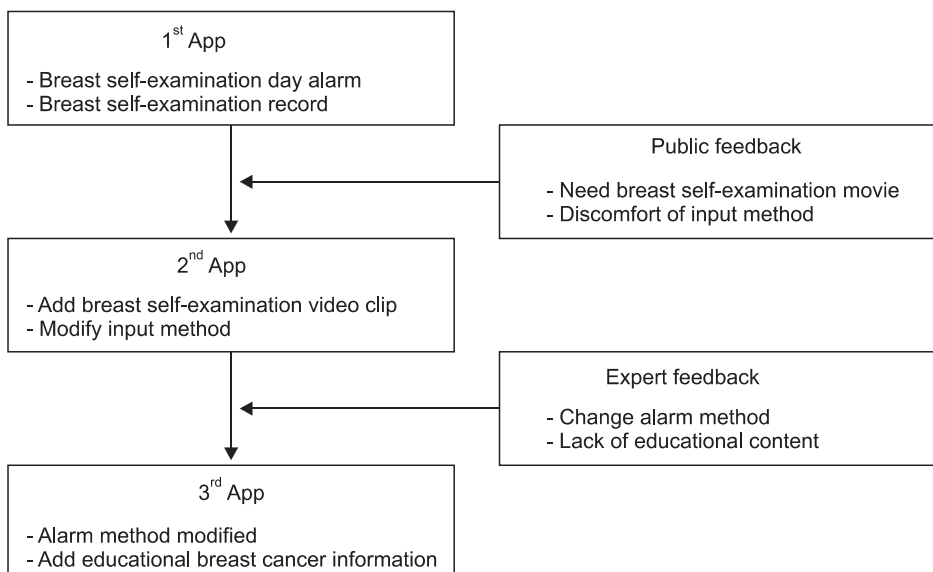 1st App
- Breast self-examination day alarm
- Breast self-examination record
Public feedback
- Need breast self-examination movie
- Discomfort of input method
2nd App
- Add breast self-examination video clip
- Modify input method
Expert feedback
- Change alarm method
- Lack of educational content
3rd App
- Alarm method modified
- Add educational breast cancer information